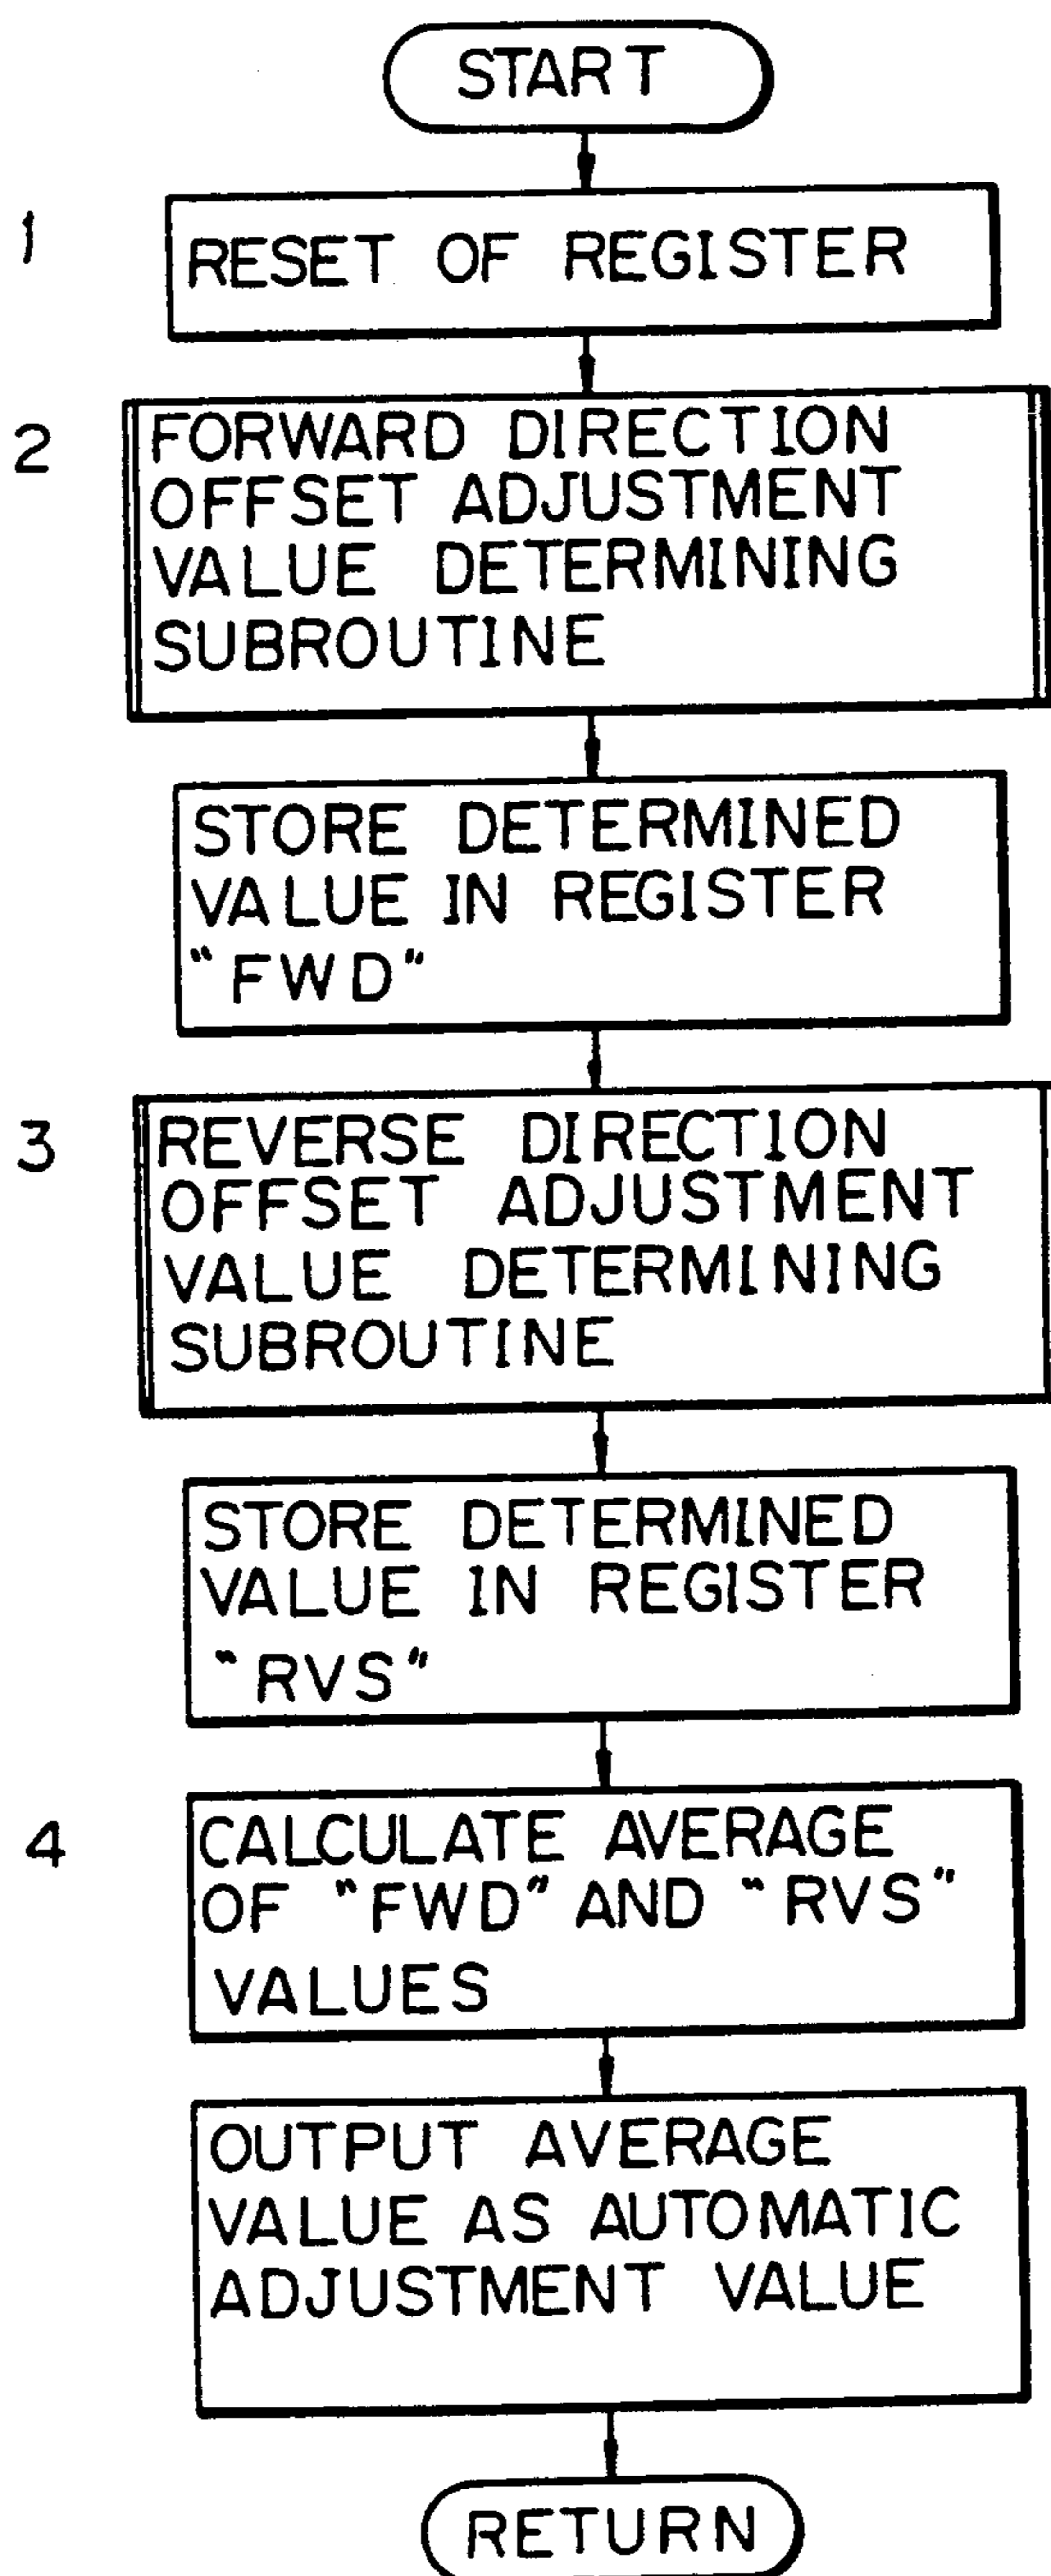 START
1
RESET OF REGISTER
2
FORWARD DIRECTION
OFFSET ADJUSTMENT
VALUE DETERMINING
SUBROUTINE
STORE DETERMINED
VALUE IN REGISTER
"FWD"
3
REVERSE DIRECTION
OFFSET ADJUSTMENT
VALUE DETERMINING
SUBROUTINE
STORE DETERMINED
VALUE IN REGISTER
"RVS"
4
CALCULATE AVERAGE
OF "FWD" AND "RVS"
VALUES
OUTPUT AVERAGE
VALUE AS AUTOMATIC
ADJUSTMENT VALUE
RETURN